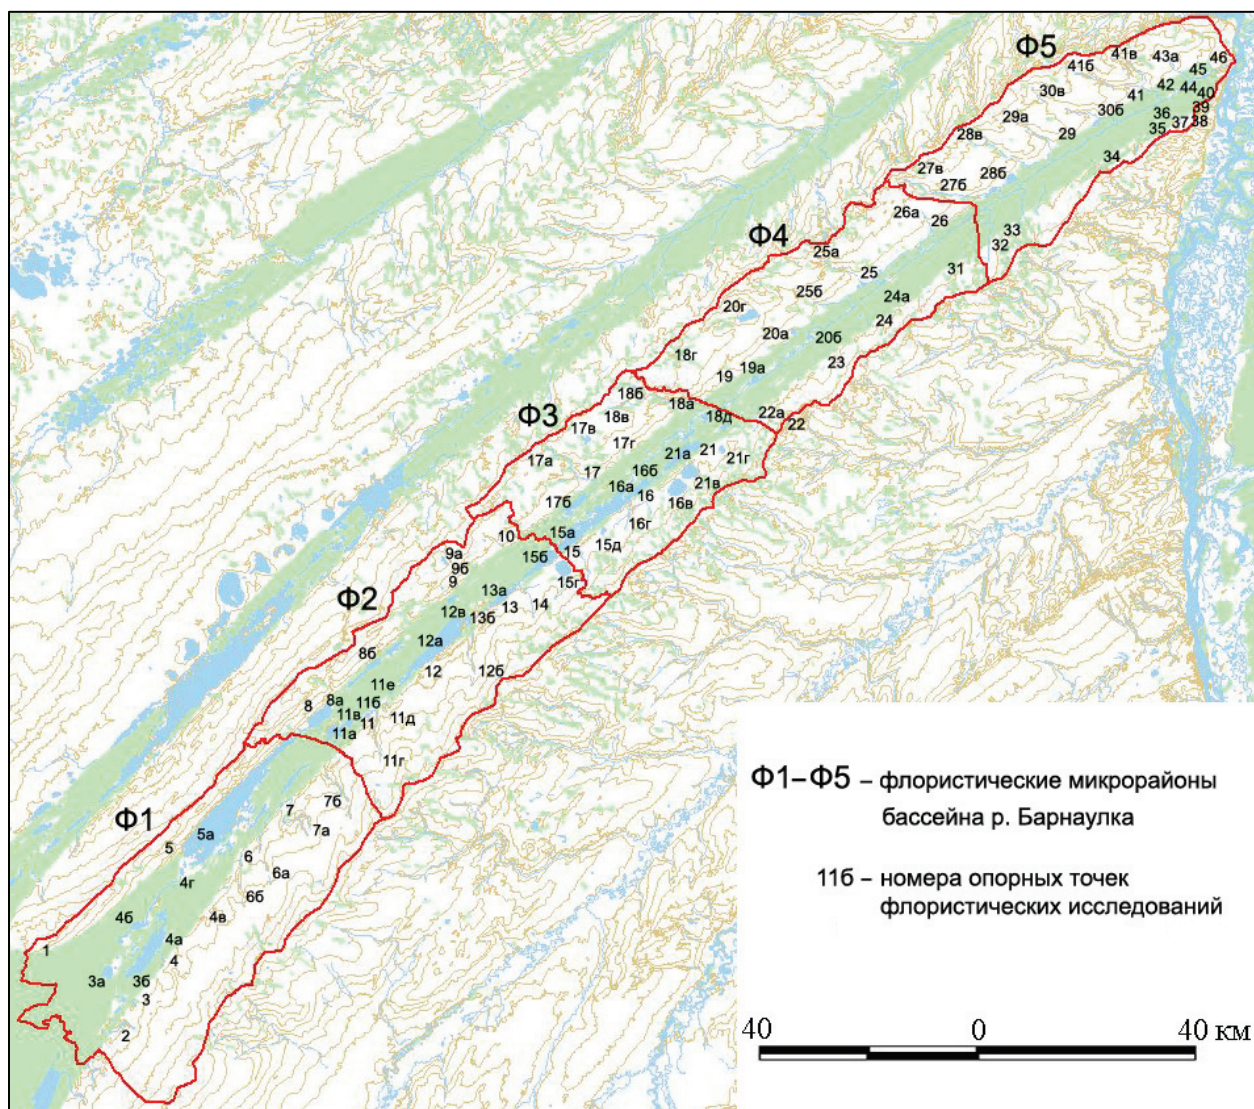 Ф5
41б
41в
43а
46
45
42
44
40
30в
41
30б
39
36
37
38
35
29а
28в
29
34
27в
27б
28б
26а
26
33
32
Ф4
25а
25
31
25б
24а
20г
24
20а
20б
23
18г
19
19а
Ф3
18б
18а
18в
18д
22а
22
17в
17г
21а
21
21г
17а
17
16б
21в
16а
16
16в
17б
16г
15а
15д
10
15б
15
9а
9б
9
15г
13а
14
Ф2
12в
13б
13
12а
8б
12
12б
11е
8
8а
11б
11в
11
11д
11а
11г
Ф1
7
7б
7а
5а
5
6
6а
4г
6б
4б
4в
4а
1
4
3а
3б
3
2
Ф1–Ф5 – флористические микрорайоны
бассейна р. Барнаулка
11б – номера опорных точек
флористических исследований
40 0 40 км